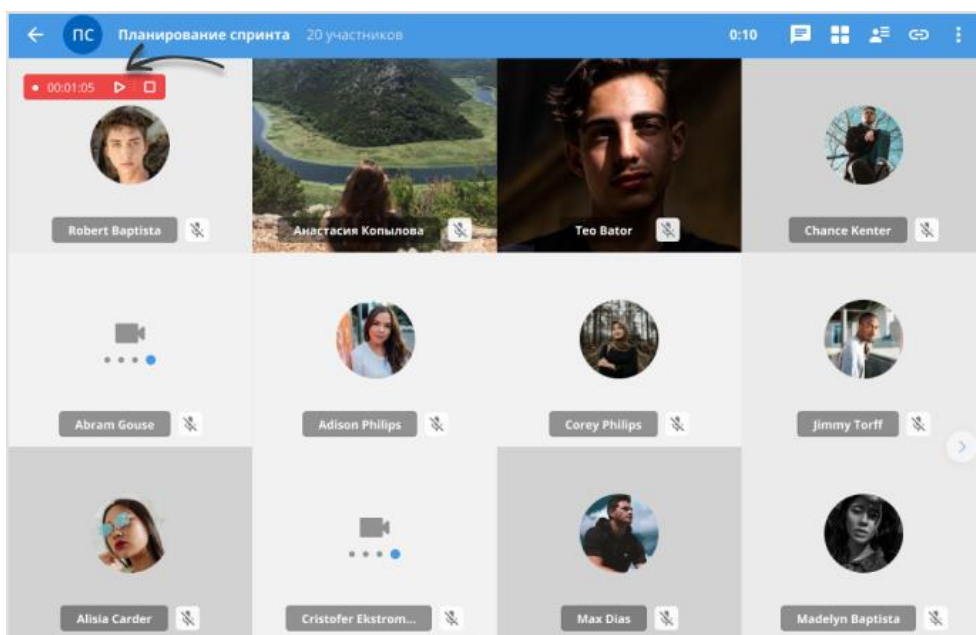 ПС Планирование спринта 20 участников 0:10
00:01:05
Robert Baptista Анастасия Копылова Teo Bator Chance Kenter
Abram Gouse Adison Philips Corey Philips Jimmy Torff
Alisia Carder Cristofer Ekstrom... Max Dias Madelyn Baptista